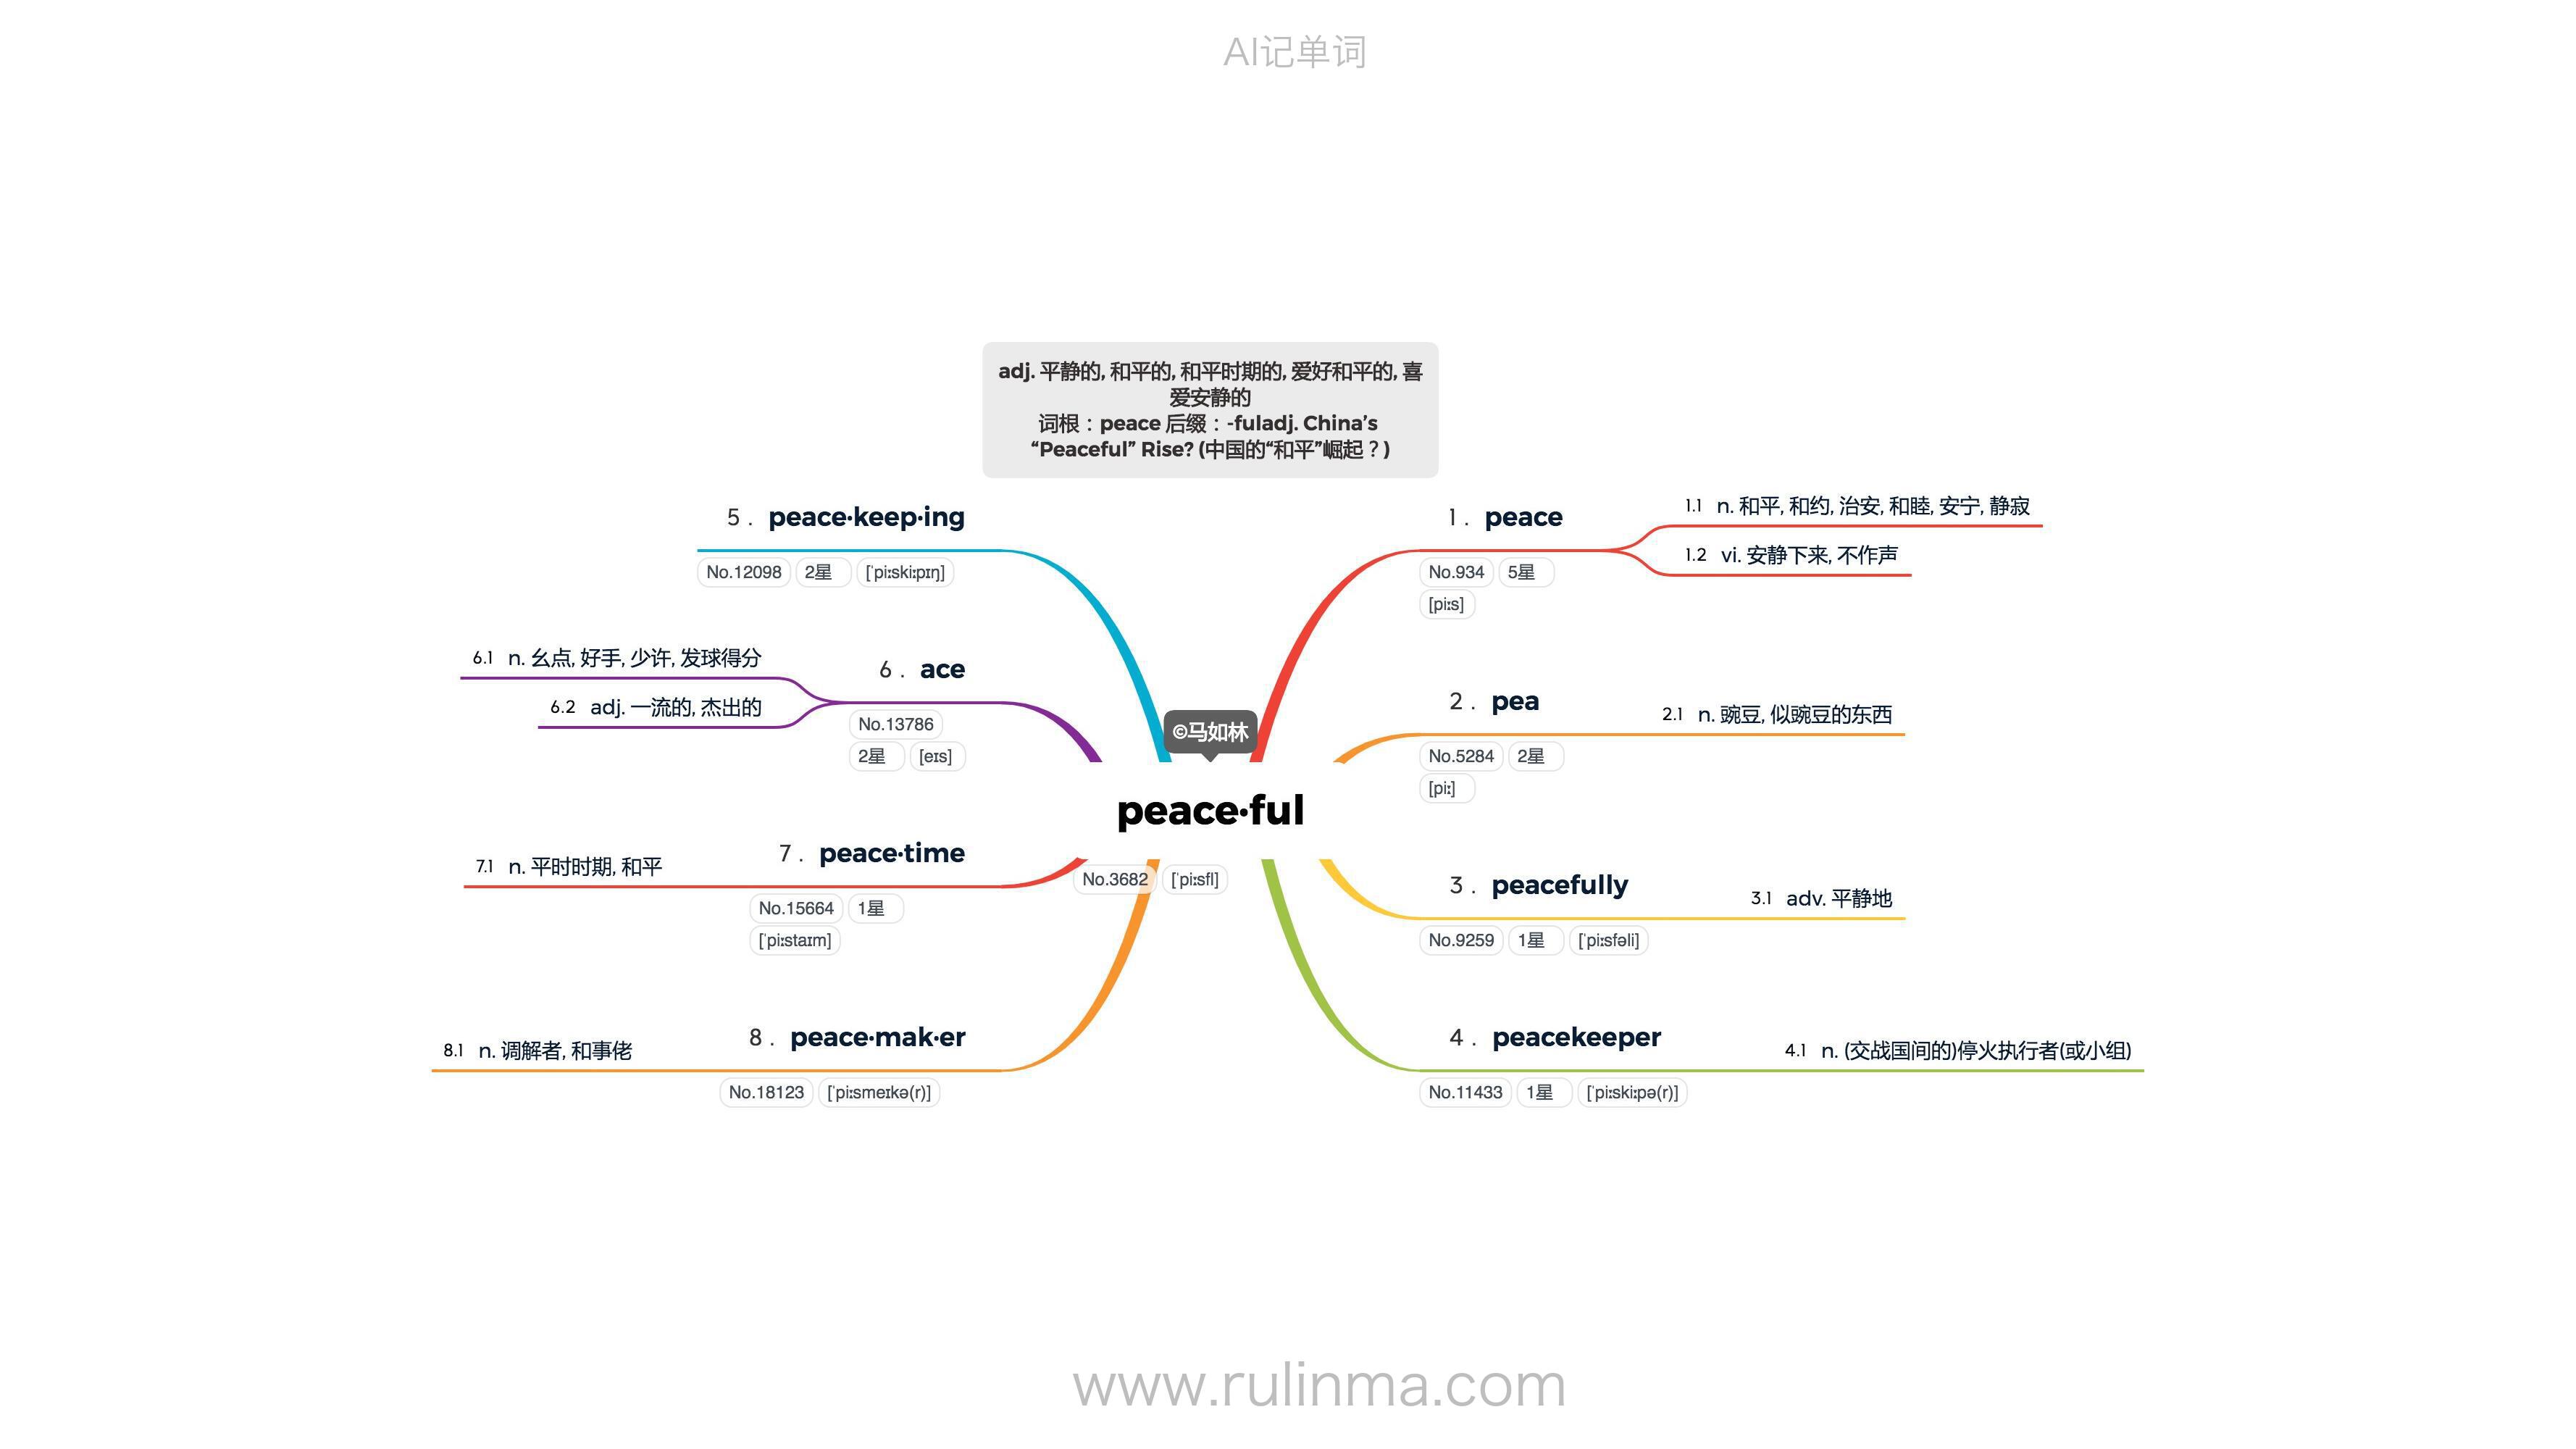 AI记单词
adj. 平静的, 和平的, 和平时期的, 爱好和平的, 喜
爱安静的
词根：peace 后缀：-fuladj. China’s
“Peaceful” Rise? (中国的“和平”崛起？)
©马如林
peace·ful
No.3682 [ˈpiːsfl]
1. peace
No.934 5星
[piːs]
1.1 n. 和平, 和约, 治安, 和睦, 安宁, 静寂
1.2 vi. 安静下来, 不作声
2. pea
No.5284 2星
[piː]
2.1 n. 豌豆, 似豌豆的东西
3. peacefully
No.9259 1星 [ˈpiːsfəli]
3.1 adv. 平静地
4. peacekeeper
No.11433 1星 [ˈpiːskiːpə(r)]
4.1 n. (交战国间的)停火执行者(或小组)
5. peace·keep·ing
No.12098 2星 [ˈpiːskiːpɪŋ]
6. ace
No.13786
2星 [eɪs]
6.1 n. 幺点, 好手, 少许, 发球得分
6.2 adj. 一流的, 杰出的
7. peace·time
No.15664 1星
[ˈpiːstaɪm]
7.1 n. 平时时期, 和平
8. peace·mak·er
No.18123 [ˈpiːsmeɪkə(r)]
8.1 n. 调解者, 和事佬
www.rulinma.com